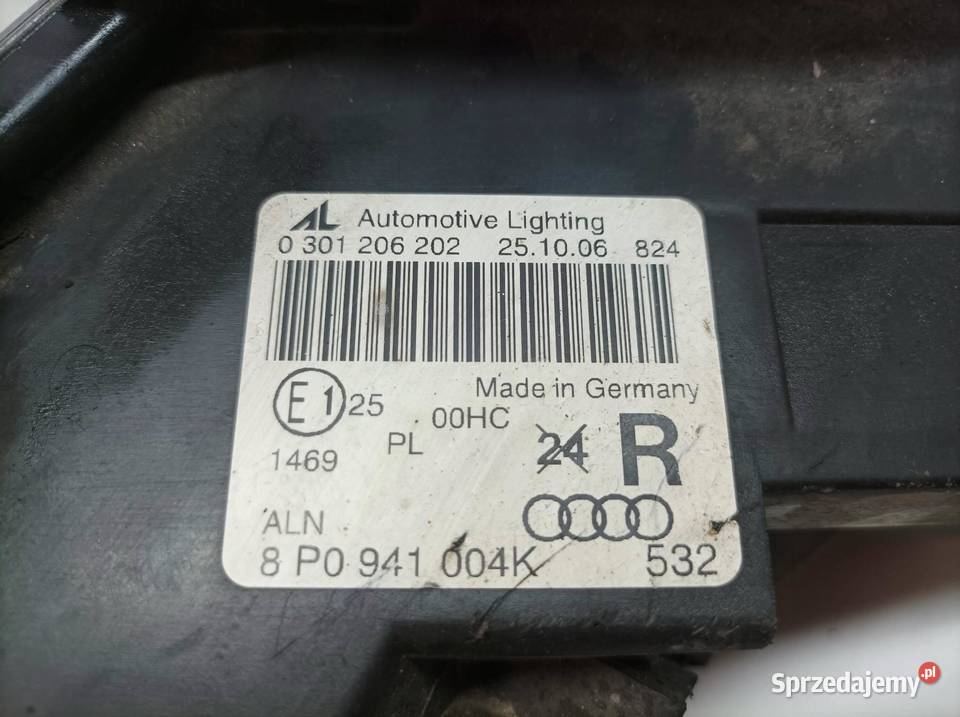 AL Automotive Lighting
0 301 206 202 25.10.06 824
Made in Germany
E1 25
00HC
PL
24 R
1469
ALN
8 P0 941 004K 532
Sprzedajemy.pl